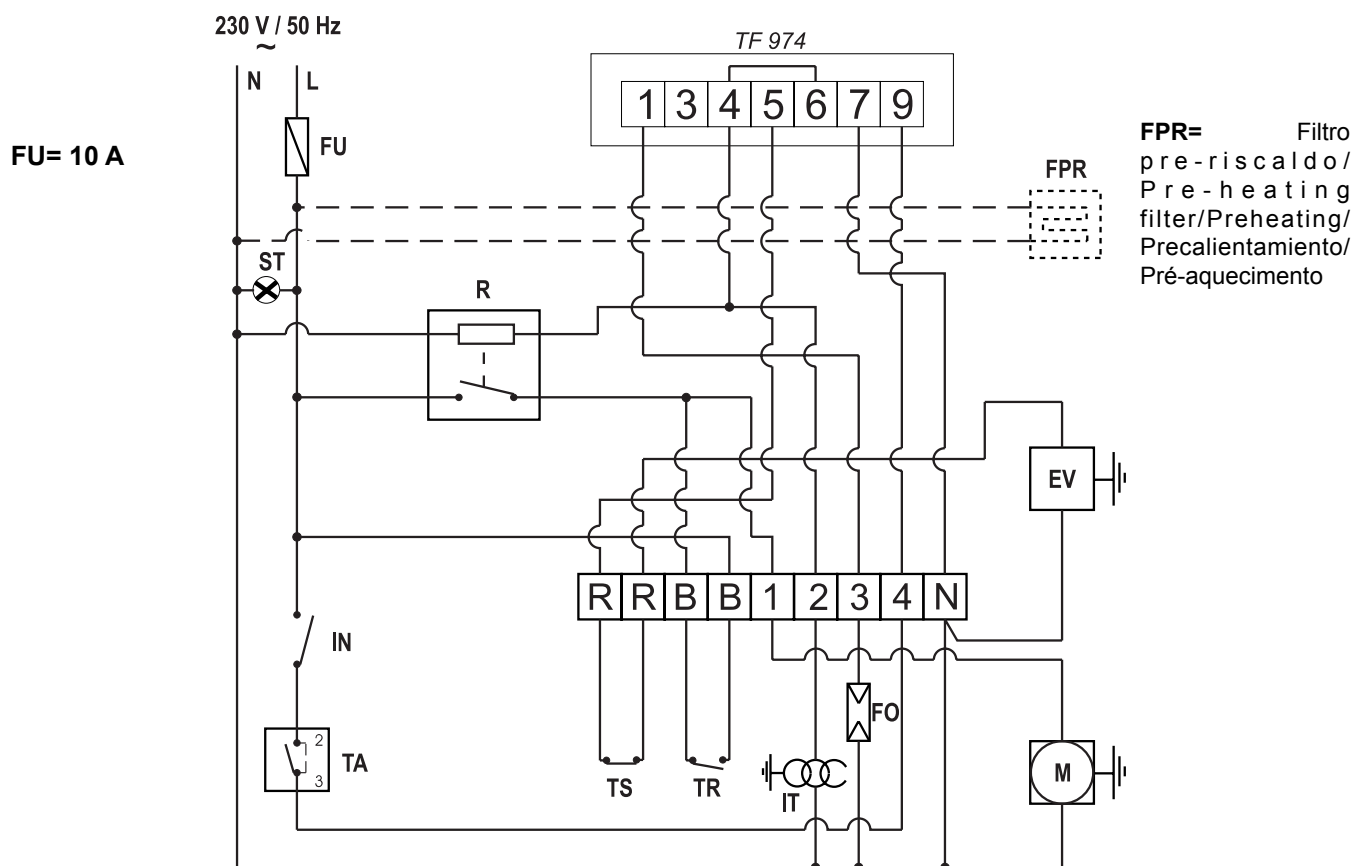 230 V / 50 Hz
~
N L
FU
FU= 10 A
TF 974
1 3 4 5 6 7 9
FPR
FPR= Filtro
pre-riscaldo/
Pre-heating
filter/Preheating/
Precalientamiento/
Pré-aquecimento
ST
R
EV
R R B B 1 2 3 4 N
IN
FO
TA
2
3
TS
TR
IT
M